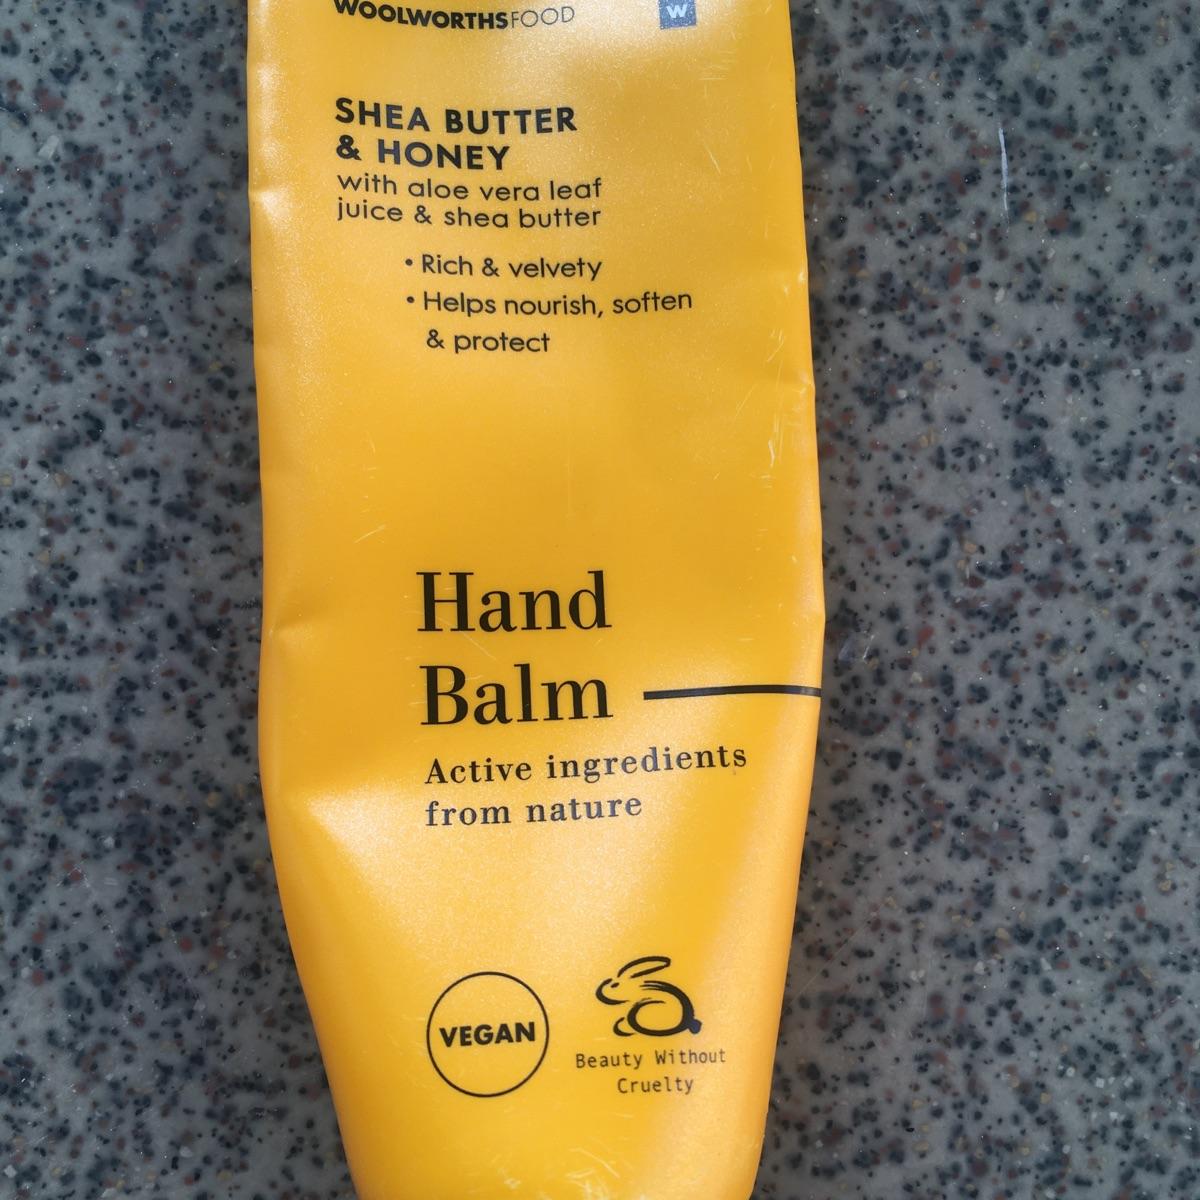 WOOLWORTHSFOOD
W
SHEA BUTTER
& HONEY
with aloe vera leaf
juice & shea butter
• Rich & velvety
• Helps nourish, soften
& protect
Hand
Balm
Active ingredients
from nature
VEGAN
Beauty Without
Cruelty